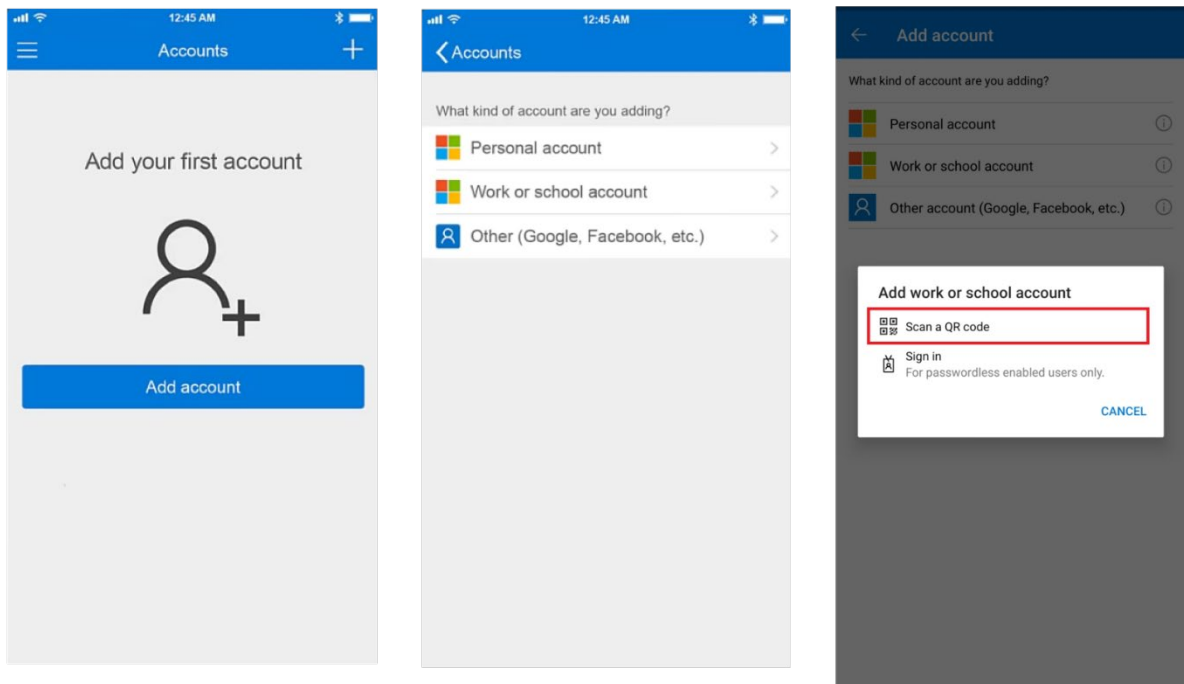 12:45 AM
Accounts
Add your first account
Add account
12:45 AM
Accounts
What kind of account are you adding?
Personal account
Work or school account
Other (Google, Facebook, etc.)
Add account
What kind of account are you adding?
Personal account
Work or school account
Other account (Google, Facebook, etc.)
Add work or school account
Scan a QR code
Sign in
For passwordless enabled users only.
CANCEL